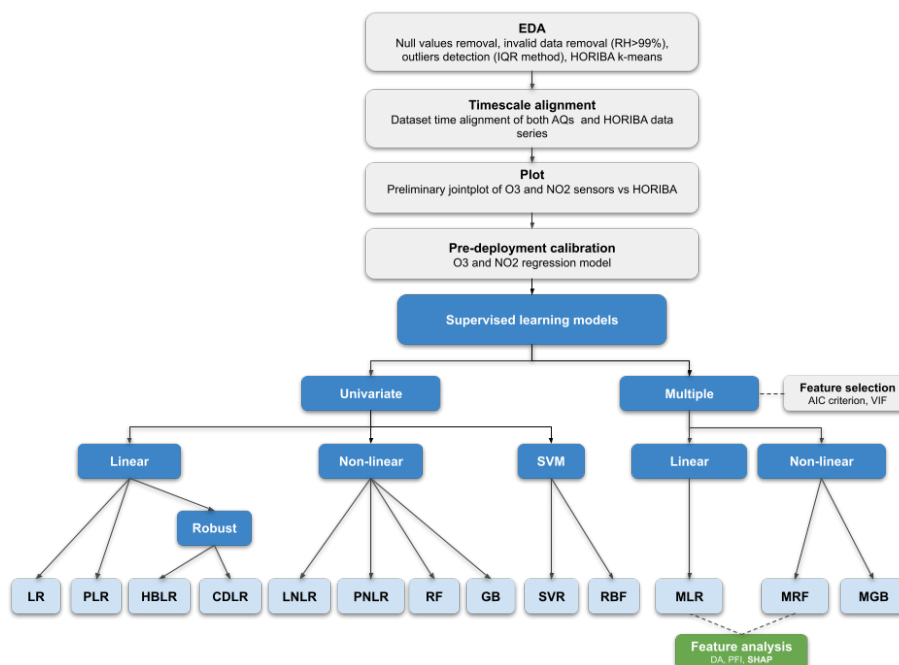 EDA
Null values removal, invalid data removal (RH>99%),
outliers detection (IQR method), HORIBA k-means
Timescale alignment
Dataset time alignment of both AQs and HORIBA data
series
Plot
Preliminary jointplot of O3 and NO2 sensors vs HORIBA
Pre-deployment calibration
O3 and NO2 regression model
Supervised learning models
Univariate
Multiple
Feature selection
AIC criterion, VIF
Linear
Non-linear
SVM
Linear
Non-linear
Robust
LR
PLR
HBLR
CDLR
LNLR
PNLR
RF
GB
SVR
RBF
MLR
MRF
MGB
Feature analysis
DA, PFI, SHAP